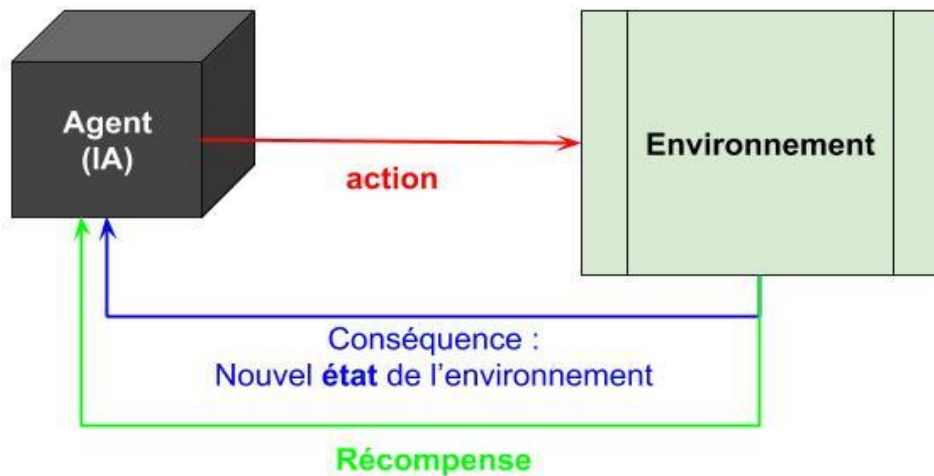 Agent
(IA)
Environnement
action
Conséquence :
Nouvel état de l'environnement
Récompense